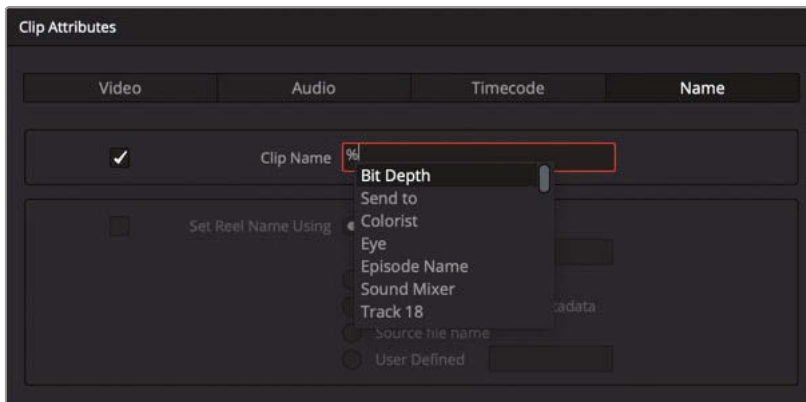 Clip Attributes
Video Audio Timecode Name
Clip Name %
Bit Depth
Send to
Set Reel Name Using Colorist
Eye
Episode Name
Sound Mixer
Track 18
Source file name
User Defined